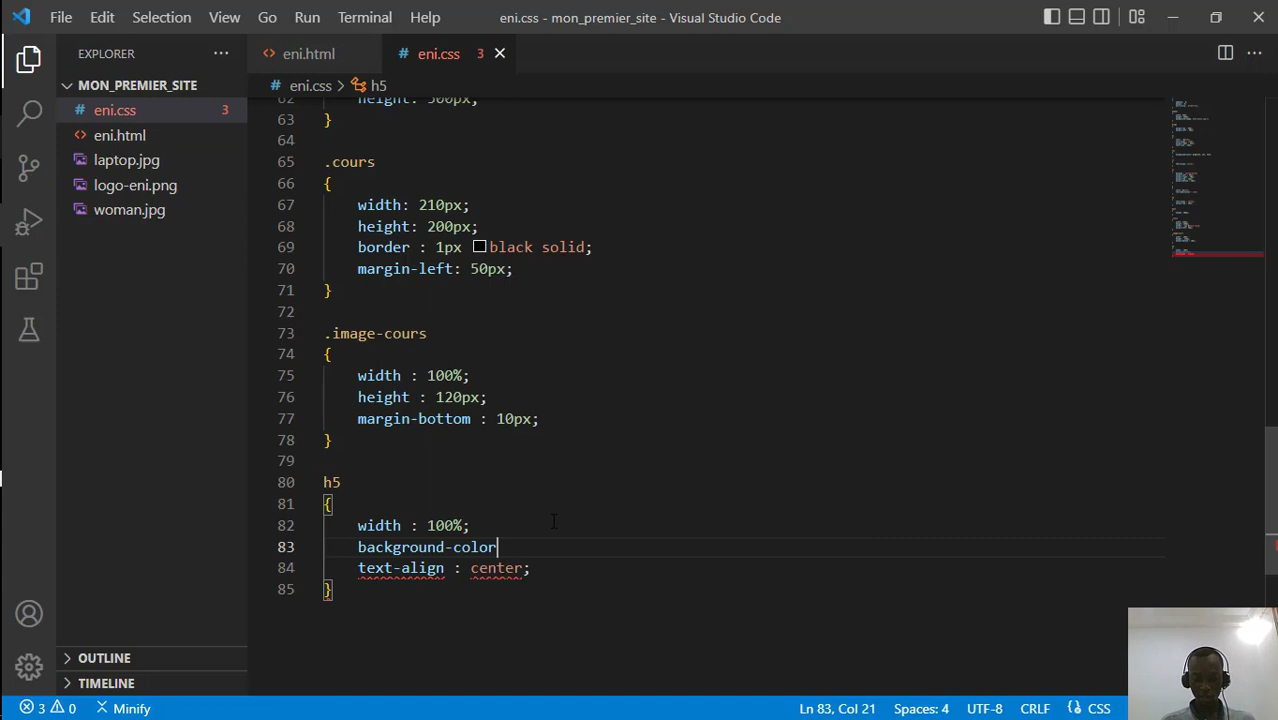 File Edit Selection View Go Run Terminal Help eni.css - mon_premier_site - Visual Studio Code
EXPLORER
eni.html
eni.css 3
MON_PREMIER_SITE
eni.css 3
eni.html
laptop.jpg
logo-eni.png
woman.jpg
OUTLINE
TIMELINE
eni.css > h5
62 height: 300px;
63 }
64
65 .cours
66 {
67 width: 210px;
68 height: 200px;
69 border : 1px black solid;
70 margin-left: 50px;
71 }
72
73 .image-cours
74 {
75 width : 100%;
76 height : 120px;
77 margin-bottom : 10px;
78 }
79
80 h5
81 {
82 width : 100%;
83 background-color
84 text-align : center;
85 }
3 0 Minify Ln 83, Col 21 Spaces: 4 UTF-8 CRLF CSS